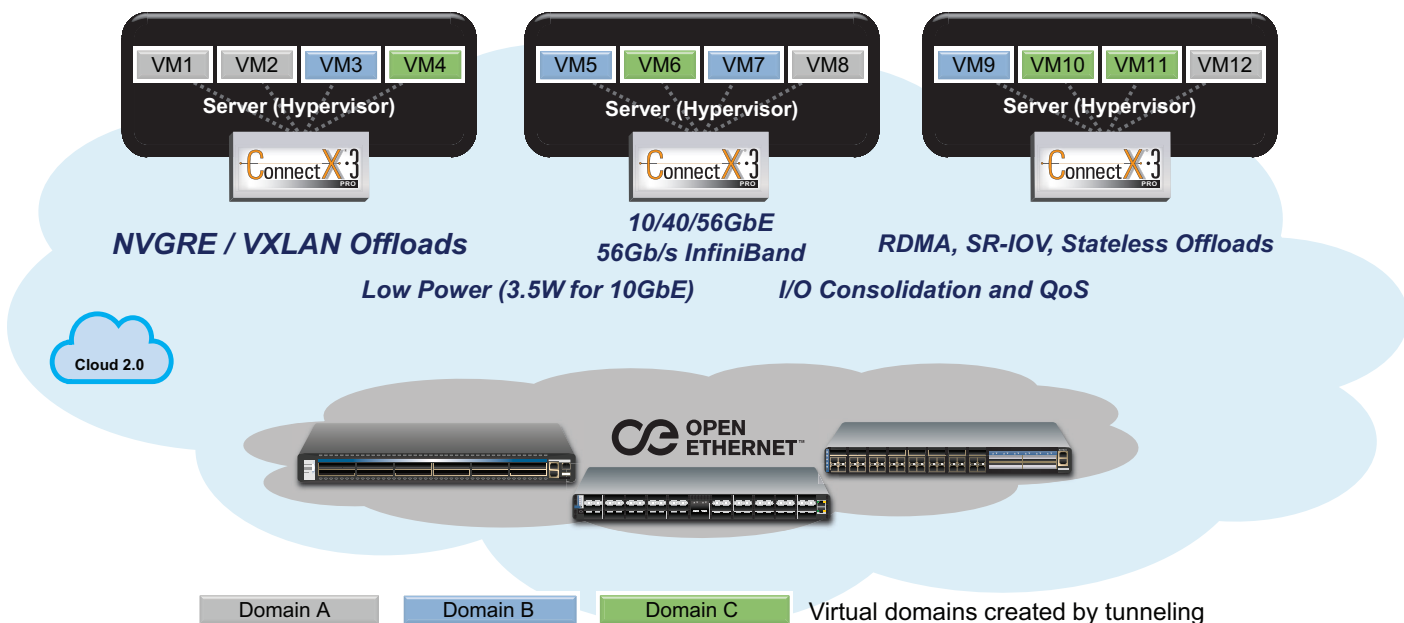 VM1 VM2 VM3 VM4
Server (Hypervisor)
ConnectX·3
PRO
VM5 VM6 VM7 VM8
Server (Hypervisor)
ConnectX·3
PRO
VM9 VM10 VM11 VM12
Server (Hypervisor)
ConnectX·3
PRO
NVGRE / VXLAN Offloads
10/40/56GbE
56Gb/s InfiniBand
RDMA, SR-IOV, Stateless Offloads
Low Power (3.5W for 10GbE)
I/O Consolidation and QoS
Cloud 2.0
OPEN
ETHERNET™
Domain A
Domain B
Domain C
Virtual domains created by tunneling